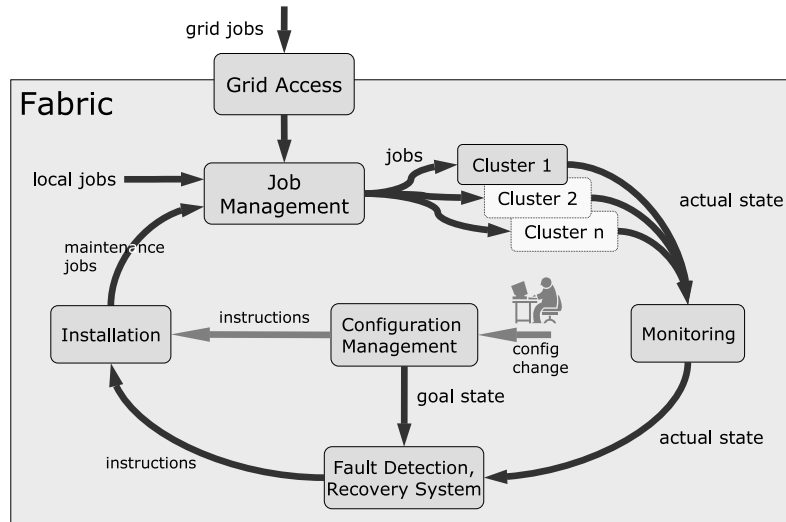 grid jobs
Grid Access
Fabric
jobs
Cluster 1
local jobs
Job
Management
Cluster 2
actual state
Cluster n
maintenance
jobs
instructions
Installation
Configuration
Management
config
change
Monitoring
goal state
actual state
instructions
Fault Detection,
Recovery System